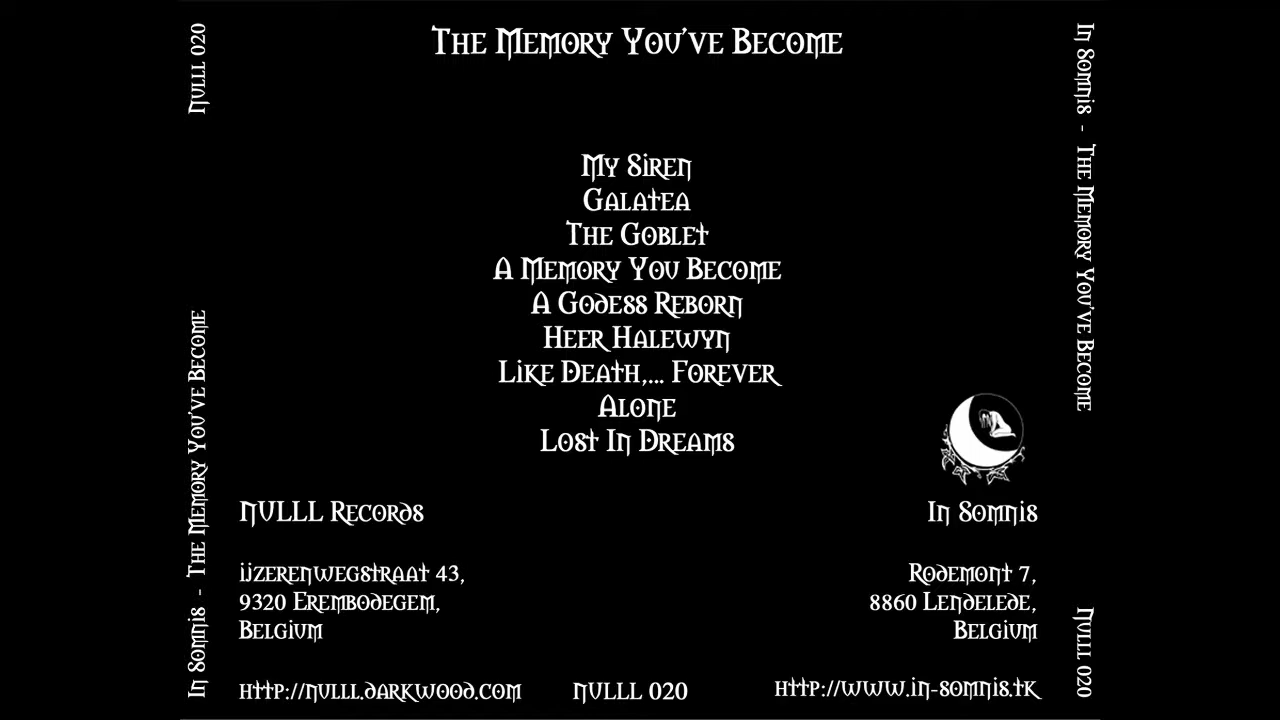 The Memory You've Become
NULLL 020
In Somnis - The Memory You've Become
My Siren
Galatea
The Goblet
A Memory You Become
A Godess Reborn
Heer Halewyn
Like Death,... Forever
Alone
Lost In Dreams
In Somnis - The Memory You've Become
NULLL 020
NULLL Records
In Somnis
ijzerenwegstraat 43,
9320 Erembodegem,
Belgium
Rodemont 7,
8860 Lendelede,
Belgium
http://nulll.darkwood.com
NULLL 020
http://www.in-somnis.tk